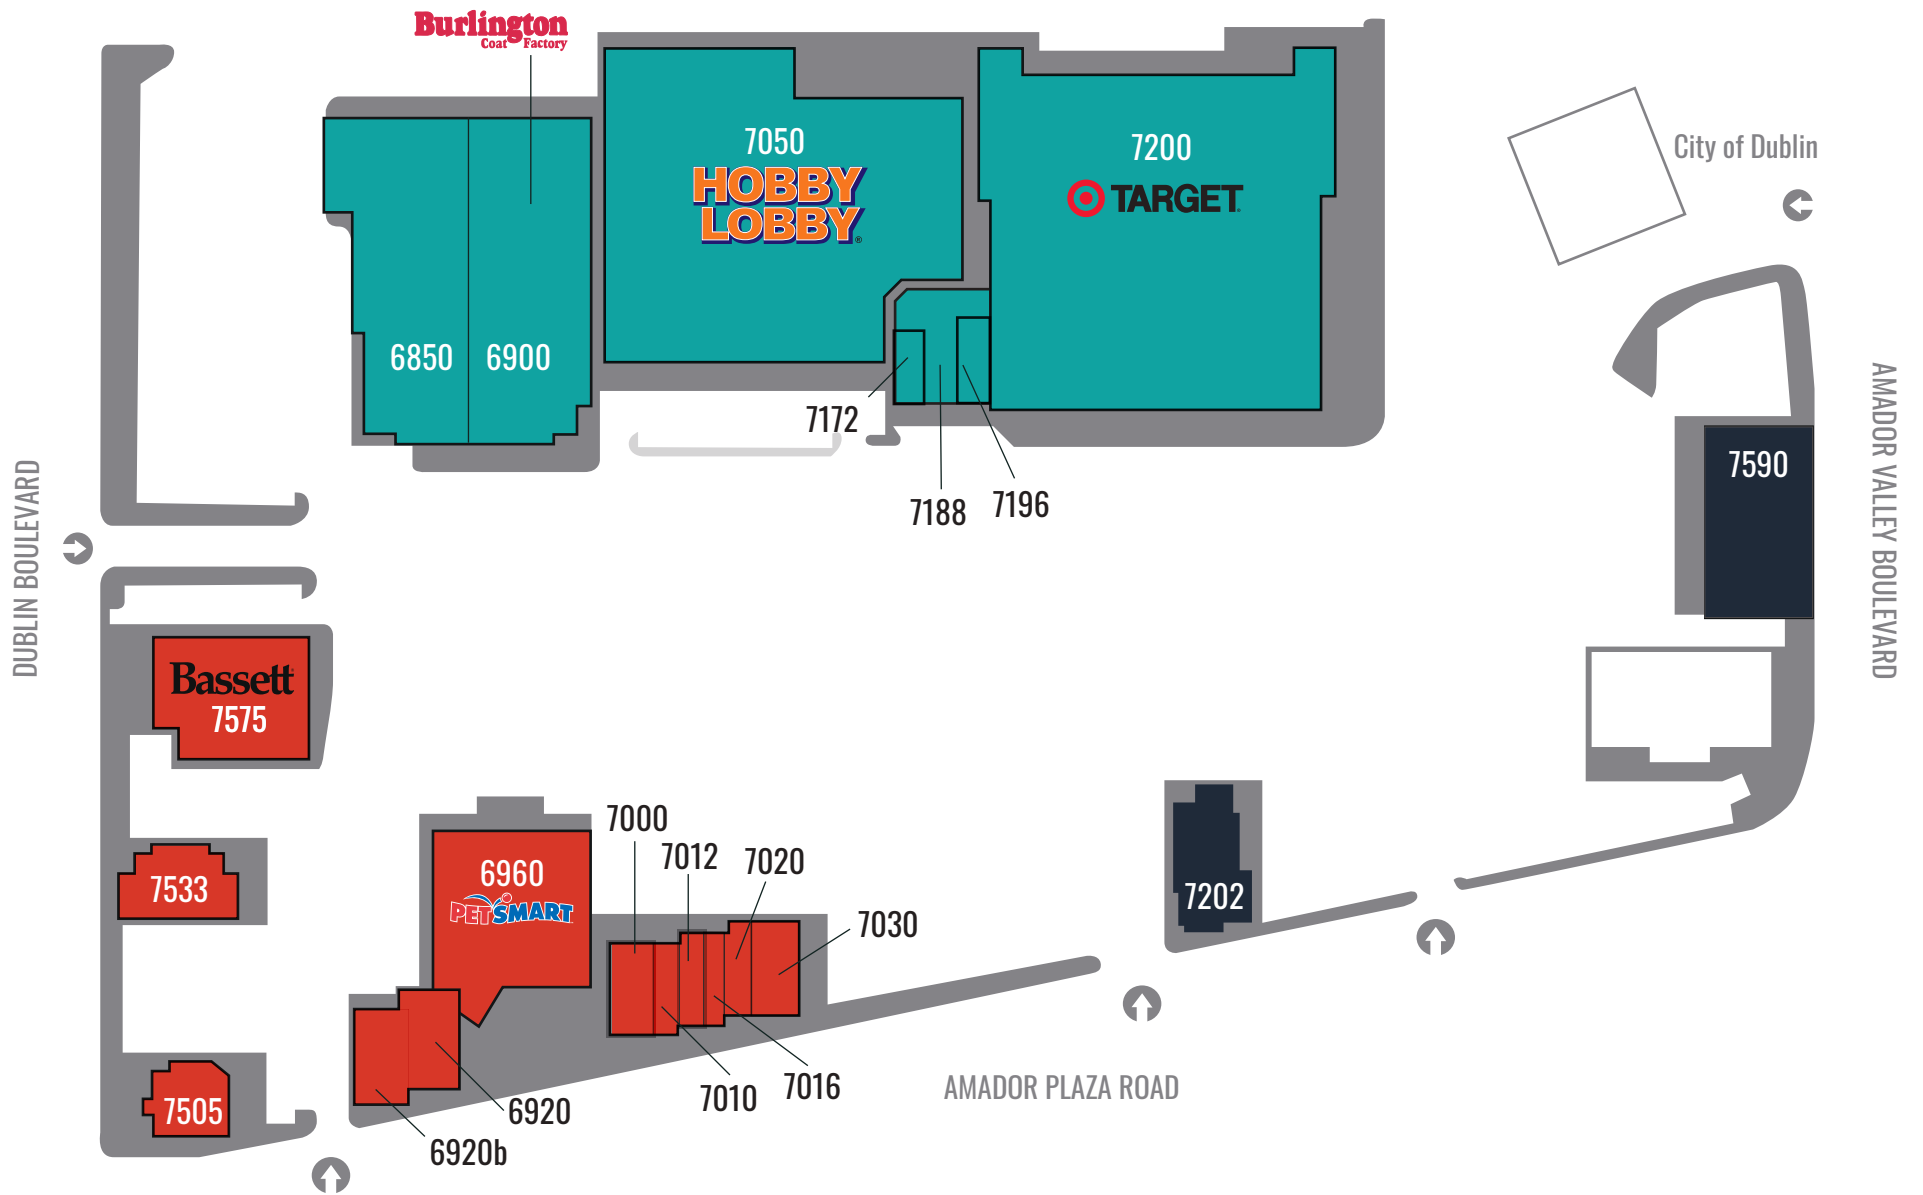 Burlington
Coat Factory
7050
HOBBY
LOBBY®
7200
TARGET
City of Dublin
6850
6900
7172
7188
7196
7590
DUBLIN BOULEVARD
AMADOR VALLEY BOULEVARD
Bassett
7575
7533
7505
6960
PETSMART
7000
7012
7020
7030
7202
7010
7016
6920
6920b
AMADOR PLAZA ROAD